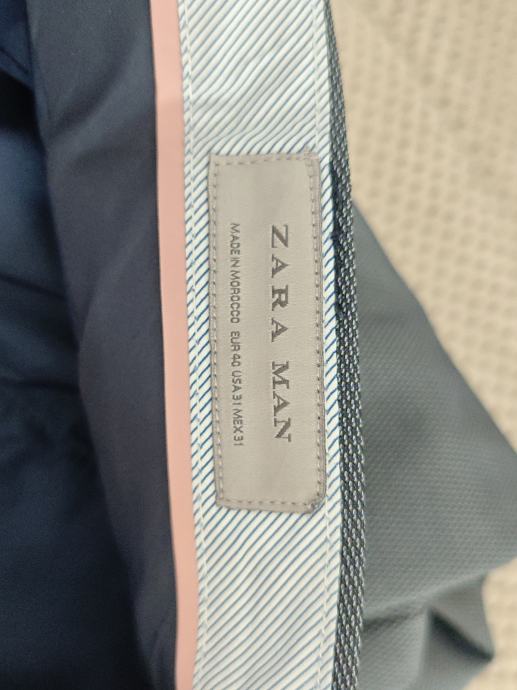 ZARA MAN
MADE IN MOROCCO EUR 40 USA 31 MEX 31